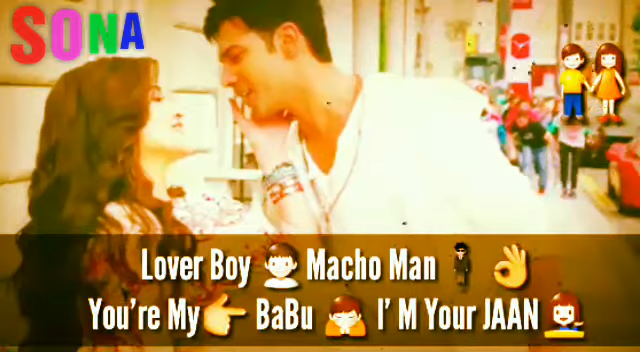 SONA
Lover Boy 👦 Macho Man 🕴 👌
You're My 👉 BaBu 🙏 I' M Your JAAN 💁